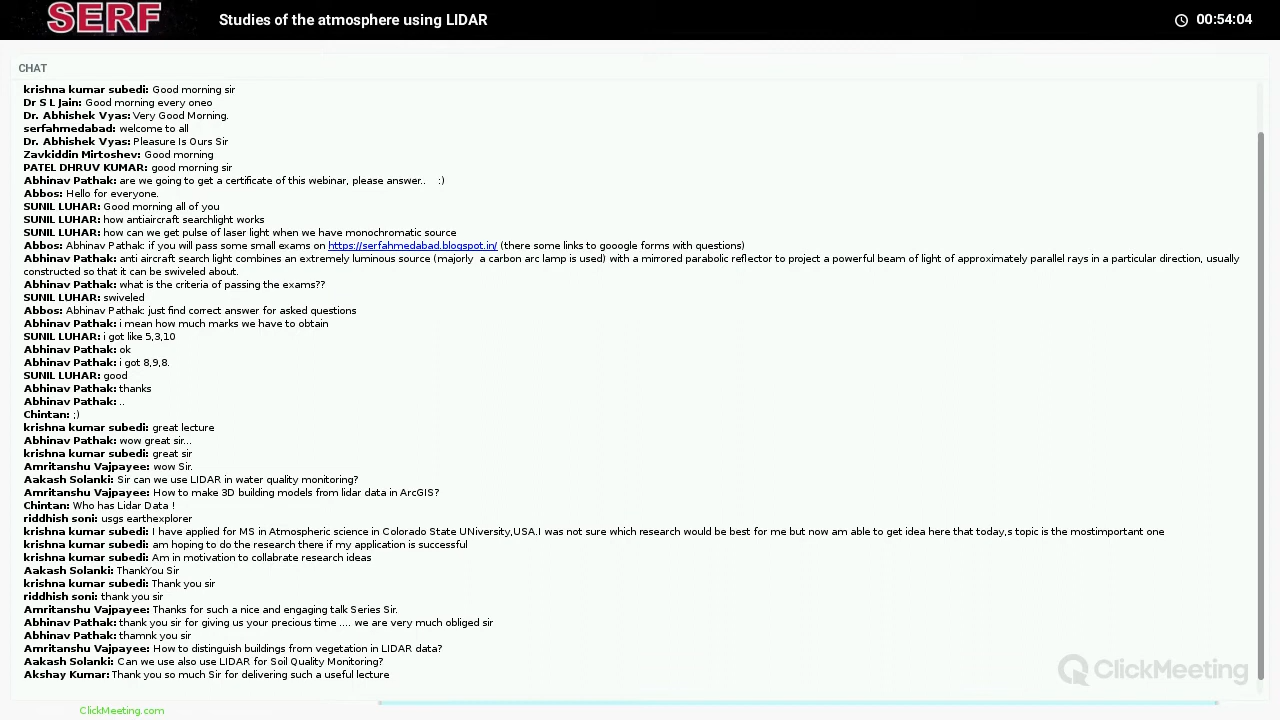 SERF
Studies of the atmosphere using LIDAR
00:54:04
CHAT
krishna kumar subedi: Good morning sir
Dr S L Jain: Good morning every oneo
Dr. Abhishek Vyas: Very Good Morning.
serfahmedabad: welcome to all
Dr. Abhishek Vyas: Pleasure Is Ours Sir
Zavkiddin Mirtoshev: Good morning
PATEL DHRUV KUMAR: good morning sir
Abhinav Pathak: are we going to get a certificate of this webinar, please answer.. :)
Abbos: Hello for everyone.
SUNIL LUHAR: Good morning all of you
SUNIL LUHAR: how antiaircraft searchlight works
SUNIL LUHAR: how can we get pulse of laser light when we have monochromatic source
Abbos: Abhinav Pathak: if you will pass some small exams on https://serfahmedabad.blogspot.in/ (there some links to gooogle forms with questions)
Abhinav Pathak: anti aircraft search light combines an extremely luminous source (majorly a carbon arc lamp is used) with a mirrored parabolic reflector to project a powerful beam of light of approximately parallel rays in a particular direction, usually
constructed so that it can be swiveled about.
Abhinav Pathak: what is the criteria of passing the exams??
SUNIL LUHAR: swiveled
Abbos: Abhinav Pathak: just find correct answer for asked questions
Abhinav Pathak: i mean how much marks we have to obtain
SUNIL LUHAR: i got like 5,3,10
Abhinav Pathak: ok
Abhinav Pathak: i got 8,9,8.
SUNIL LUHAR: good
Abhinav Pathak: thanks
Abhinav Pathak: ..
Chintan: ;)
krishna kumar subedi: great lecture
Abhinav Pathak: wow great sir...
krishna kumar subedi: great sir
Amritanshu Vajpayee: wow Sir.
Aakash Solanki: Sir can we use LIDAR in water quality monitoring?
Amritanshu Vajpayee: How to make 3D building models from lidar data in ArcGIS?
Chintan: Who has Lidar Data !
riddhish soni: usgs earthexplorer
krishna kumar subedi: I have applied for MS in Atmospheric science in Colorado State UNiversity,USA.I was not sure which research would be best for me but now am able to get idea here that today,s topic is the mostimportant one
krishna kumar subedi: am hoping to do the research there if my application is successful
krishna kumar subedi: Am in motivation to collabrate research ideas
Aakash Solanki: ThankYou Sir
krishna kumar subedi: Thank you sir
riddhish soni: thank you sir
Amritanshu Vajpayee: Thanks for such a nice and engaging talk Series Sir.
Abhinav Pathak: thank you sir for giving us your precious time .... we are very much obliged sir
Abhinav Pathak: thamnk you sir
Amritanshu Vajpayee: How to distinguish buildings from vegetation in LIDAR data?
Aakash Solanki: Can we use also use LIDAR for Soil Quality Monitoring?
Akshay Kumar: Thank you so much Sir for delivering such a useful lecture
ClickMeeting
ClickMeeting.com